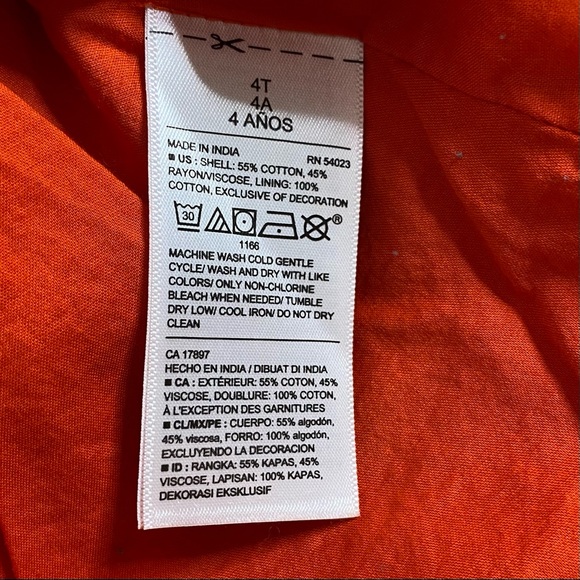 4T
4A
4 AÑOS
MADE IN INDIA RN 54023
■ US : SHELL: 55% COTTON, 45%
RAYON/VISCOSE, LINING: 100%
COTTON, EXCLUSIVE OF DECORATION
30 ®
1166
MACHINE WASH COLD GENTLE
CYCLE/ WASH AND DRY WITH LIKE
COLORS/ ONLY NON-CHLORINE
BLEACH WHEN NEEDED/ TUMBLE
DRY LOW/ COOL IRON/ DO NOT DRY
CLEAN
CA 17897
HECHO EN INDIA / DIBUAT DI INDIA
■ CA : EXTÉRIEUR: 55% COTON, 45%
VISCOSE, DOUBLURE: 100% COTON,
À L'EXCEPTION DES GARNITURES
■ CL/MX/PE : CUERPO: 55% algodón,
45% viscosa, FORRO: 100% algodón,
EXCLUYENDO LA DECORACION
■ ID : RANGKA: 55% KAPAS, 45%
VISCOSE, LAPISAN: 100% KAPAS,
DEKORASI EKSKLUSIF